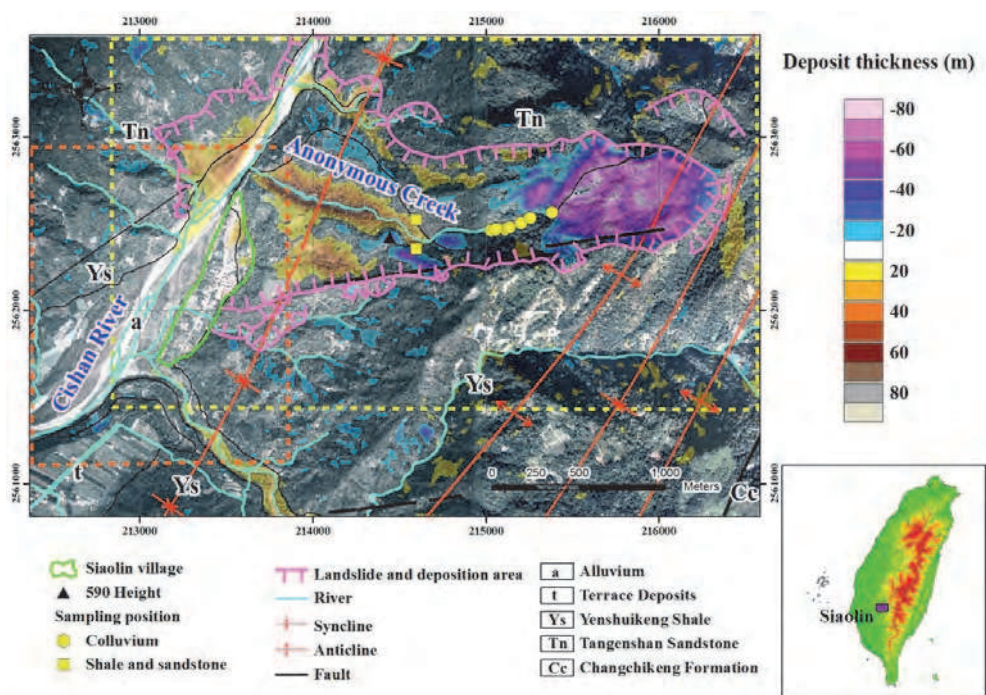 213000
214000
215000
216000
2563000
2562000
2561000
2563000
2562000
2561000
Tn
Tn
Anonymous Creek
Ys
a
Cishan River
Ys
t
Ys
Cc
0 250 500 1,000
Meters
213000
214000
215000
216000
Deposit thickness (m)
-80
-60
-40
-20
20
40
60
80
Siaolin village
590 Height
Sampling position
Colluvium
Shale and sandstone
Landslide and deposition area
River
Syncline
Anticline
Fault
a Alluvium
t Terrace Deposits
Ys Yenshuikeng Shale
Tn Tangenshan Sandstone
Cc Changchikeng Formation
Siaolin